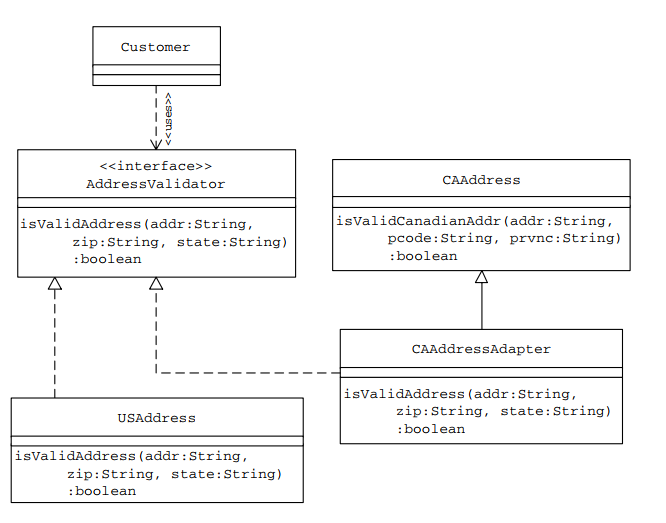 Customer
<<uses>>
<<interface>>
AddressValidator
isValidAddress(addr:String,
zip:String, state:String)
:boolean
CAAddress
isValidCanadianAddr(addr:String,
pcode:String, prvnc:String)
:boolean
CAAddressAdapter
isValidAddress(addr:String,
zip:String, state:String)
:boolean
USAddress
isValidAddress(addr:String,
zip:String, state:String)
:boolean